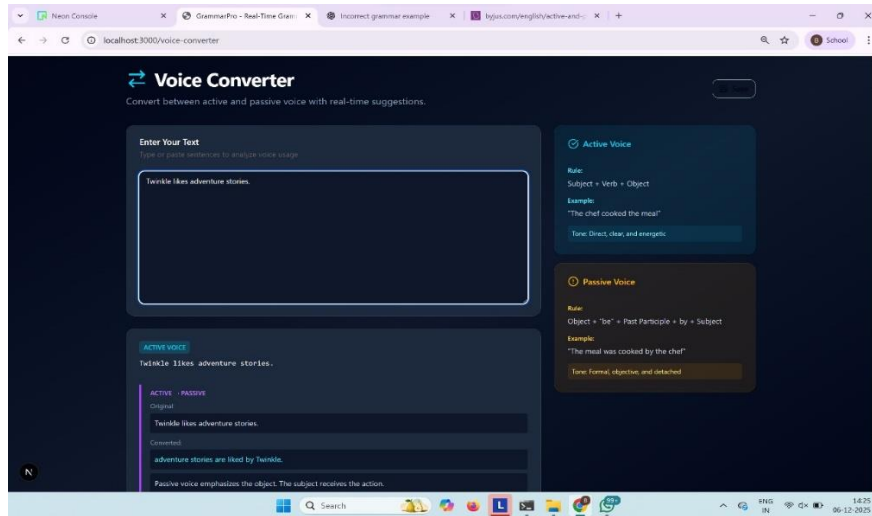 Neon Console
GrammarPro - Real-Time Gram
Incorrect grammar example
byjus.com/english/active-and-
localhost:3000/voice-converter
School
Voice Converter
Convert between active and passive voice with real-time suggestions.
Enter Your Text
Type or paste sentences to analyze voice usage
Twinkle likes adventure stories.
ACTIVE VOICE
Twinkle likes adventure stories.
ACTIVE → PASSIVE
Original
Twinkle likes adventure stories.
Converted
adventure stories are liked by Twinkle.
Passive voice emphasizes the object. The subject receives the action.
Active Voice
Rule:
Subject + Verb + Object
Example:
"The chef cooked the meal"
Tone: Direct, clear, and energetic
Passive Voice
Rule:
Object + "be" + Past Participle + by + Subject
Example:
"The meal was cooked by the chef"
Tone: Formal, objective, and detached
N
Search
L
99+
ENG
IN
14:25
06-12-2025